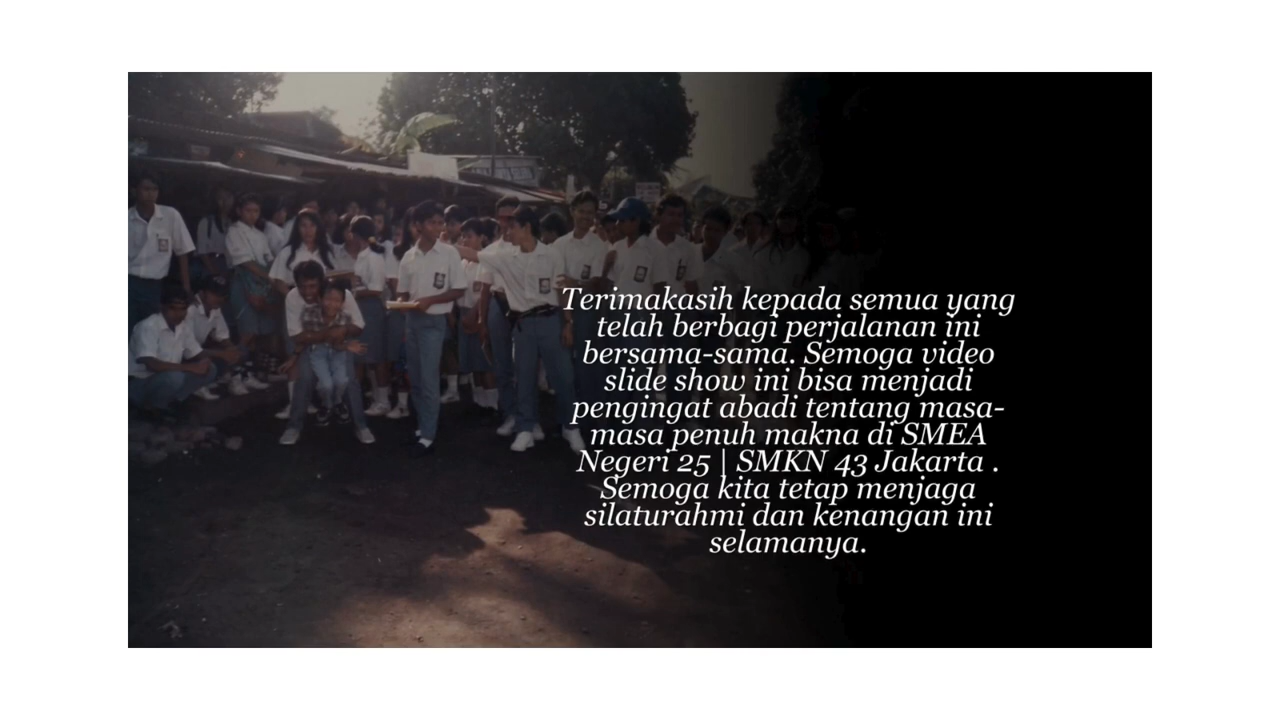 Terimakasih kepada semua yang
telah berbagi perjalanan ini
bersama-sama. Semoga video
slide show ini bisa menjadi
pengingat abadi tentang masa-
masa penuh makna di SMEA
Negeri 25 | SMKN 43 Jakarta .
Semoga kita tetap menjaga
silaturahmi dan kenangan ini
selamanya.